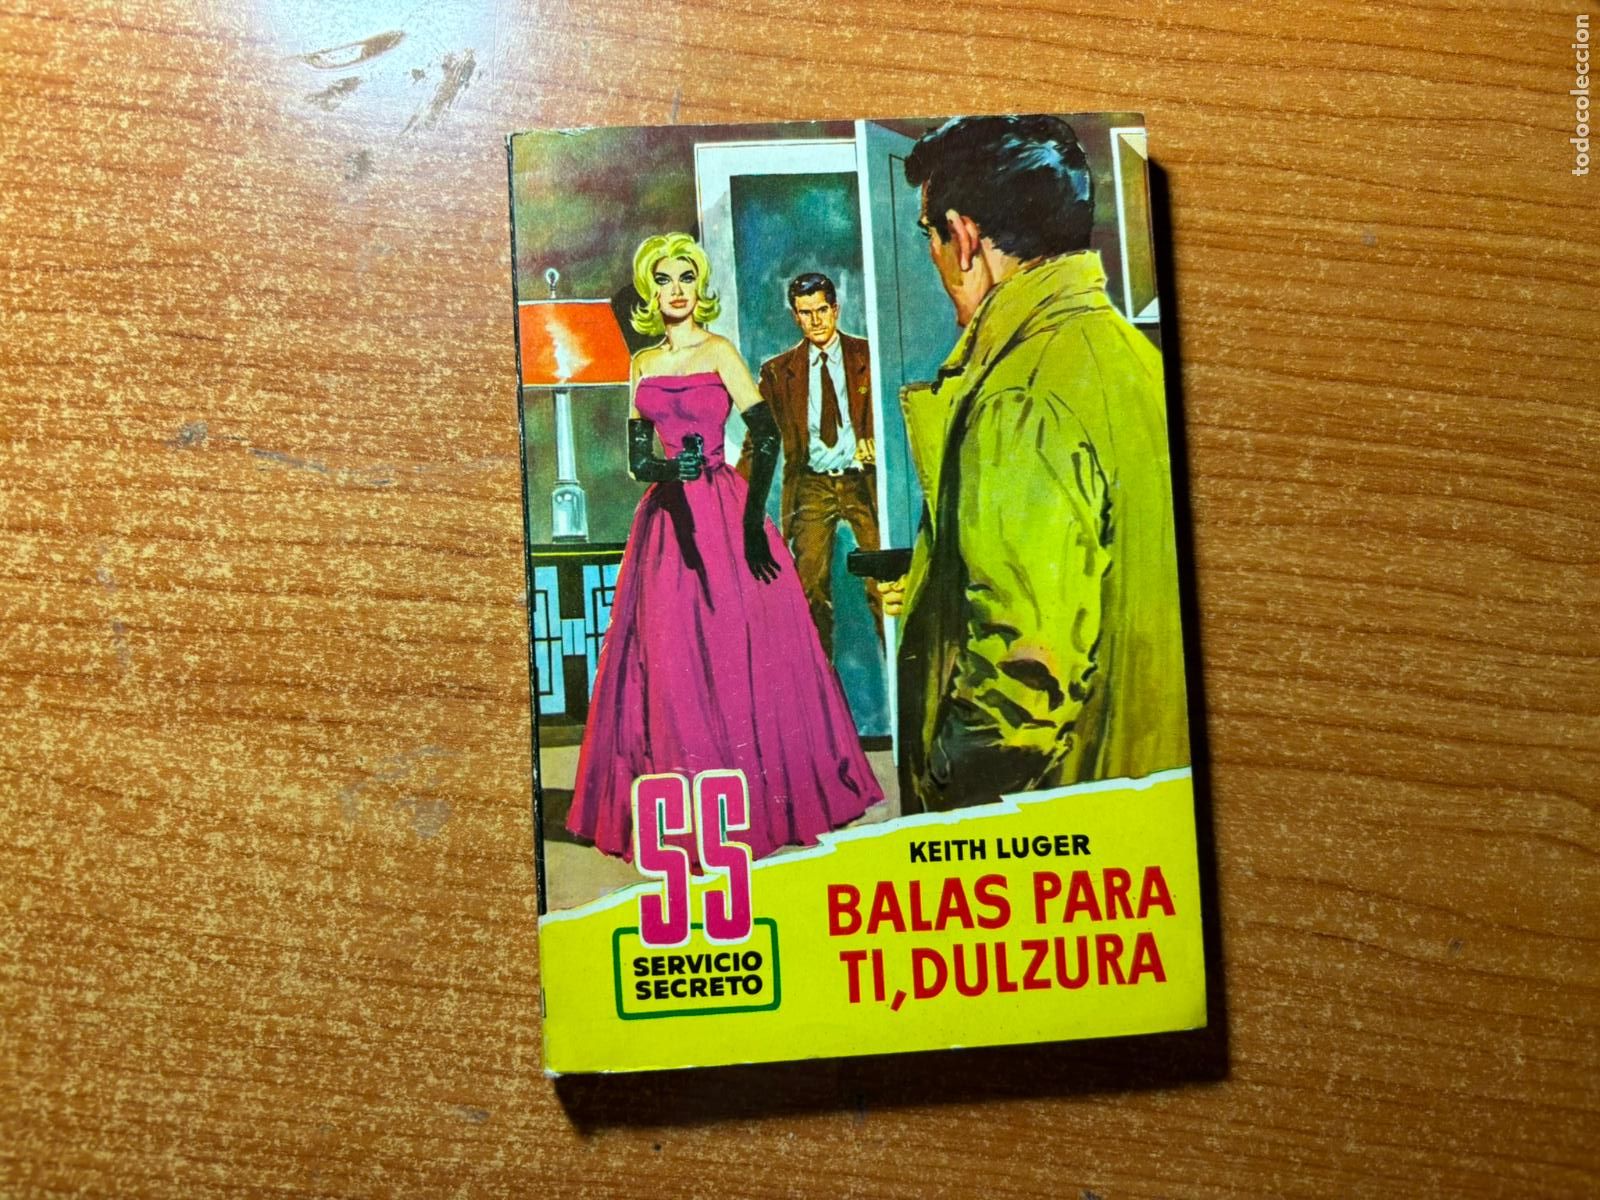 todocoleccion
SS
SERVICIO
SECRETO
KEITH LUGER
BALAS PARA
TI, DULZURA